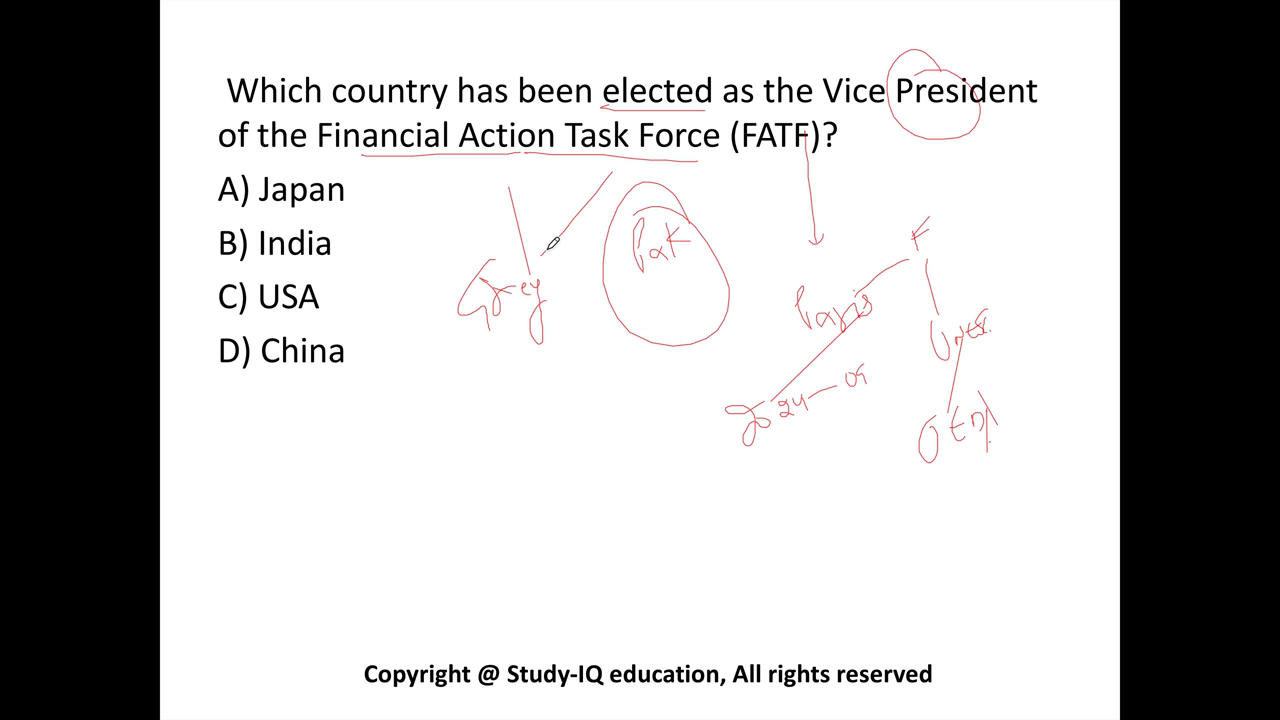 Which country has been elected as the Vice President
of the Financial Action Task Force (FATF)?
A) Japan
B) India
C) USA
D) China
Pak
Grey
Paris
Copyright @ Study-IQ education, All rights reserved